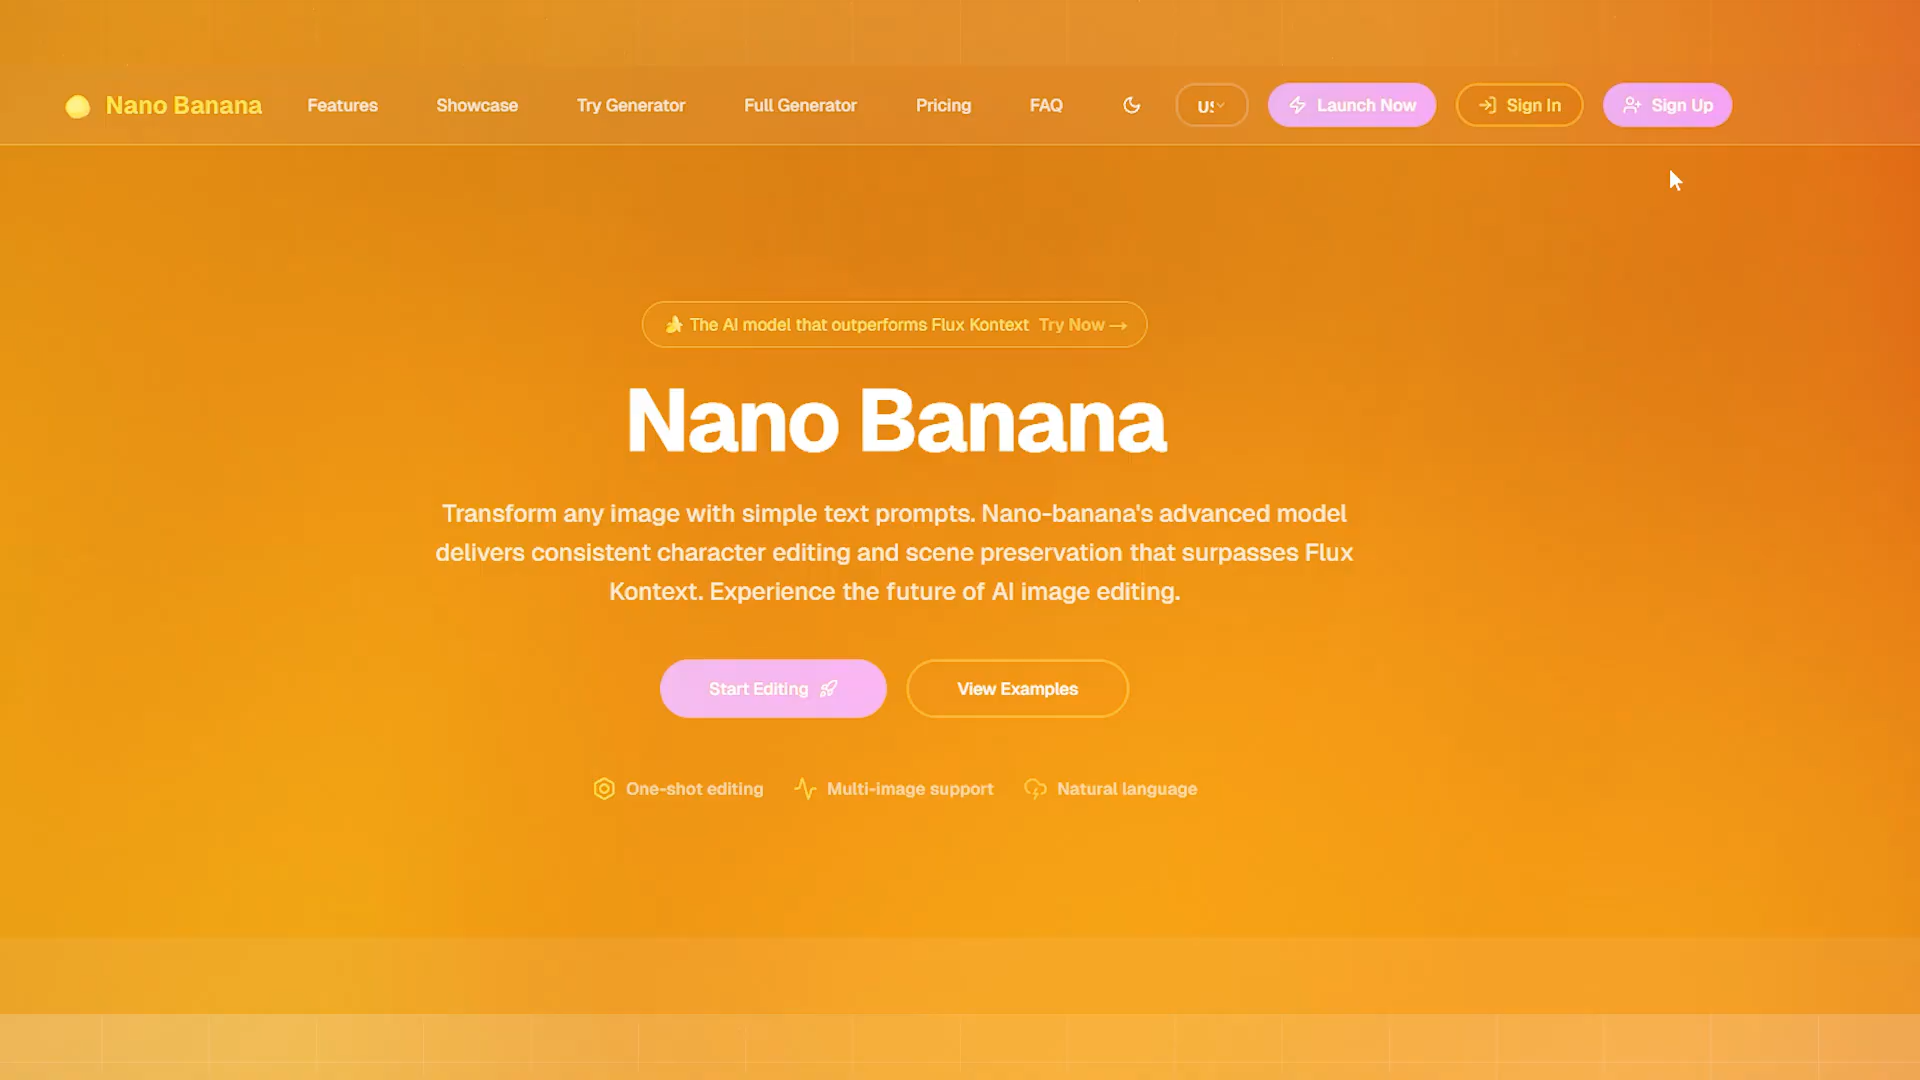 Nano Banana
Features
Showcase
Try Generator
Full Generator
Pricing
FAQ
Launch Now
Sign In
Sign Up
The AI model that outperforms Flux Kontext Try Now →
Nano Banana
Transform any image with simple text prompts. Nano-banana's advanced model
delivers consistent character editing and scene preservation that surpasses Flux
Kontext. Experience the future of AI image editing.
Start Editing
View Examples
One-shot editing
Multi-image support
Natural language